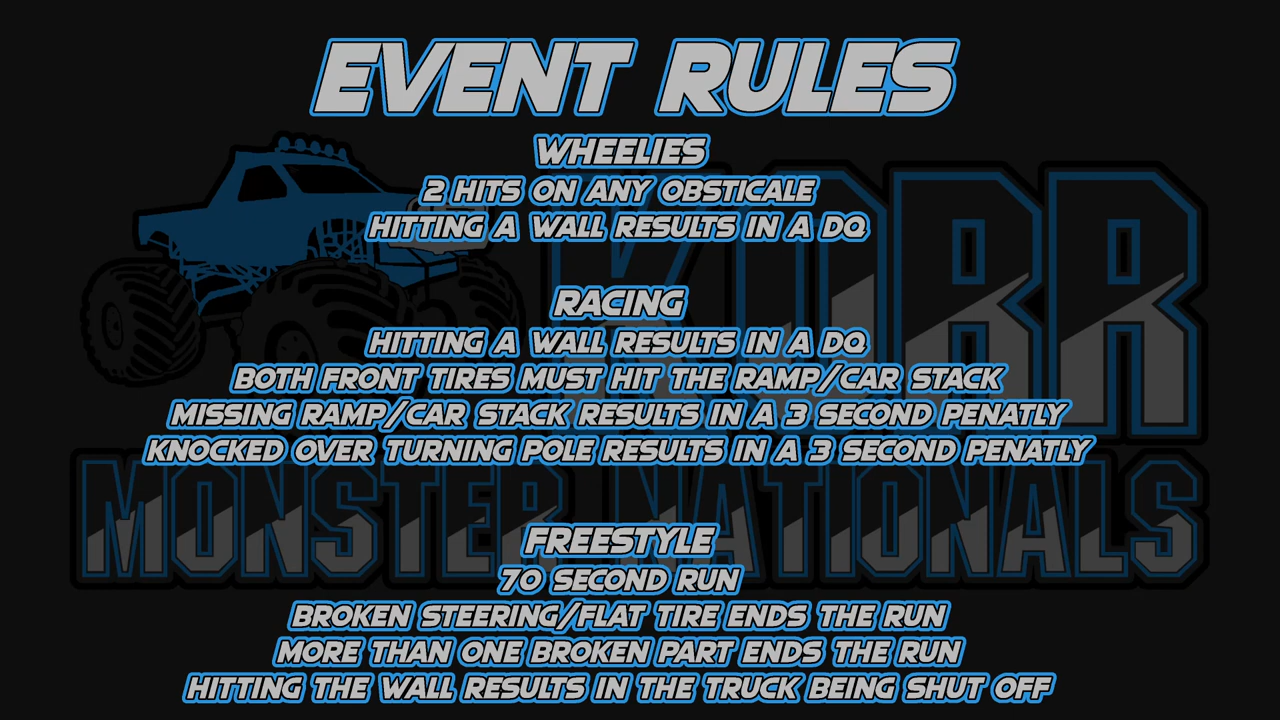 EVENT RULES
WHEELIES
2 HITS ON ANY OBSTICALE
HITTING A WALL RESULTS IN A DQ
RACING
HITTING A WALL RESULTS IN A DQ
BOTH FRONT TIRES MUST HIT THE RAMP/CAR STACK
MISSING RAMP/CAR STACK RESULTS IN A 3 SECOND PENATLY
KNOCKED OVER TURNING POLE RESULTS IN A 3 SECOND PENATLY
FREESTYLE
70 SECOND RUN
BROKEN STEERING/FLAT TIRE ENDS THE RUN
MORE THAN ONE BROKEN PART ENDS THE RUN
HITTING THE WALL RESULTS IN THE TRUCK BEING SHUT OFF
MONSTER NATIONALS